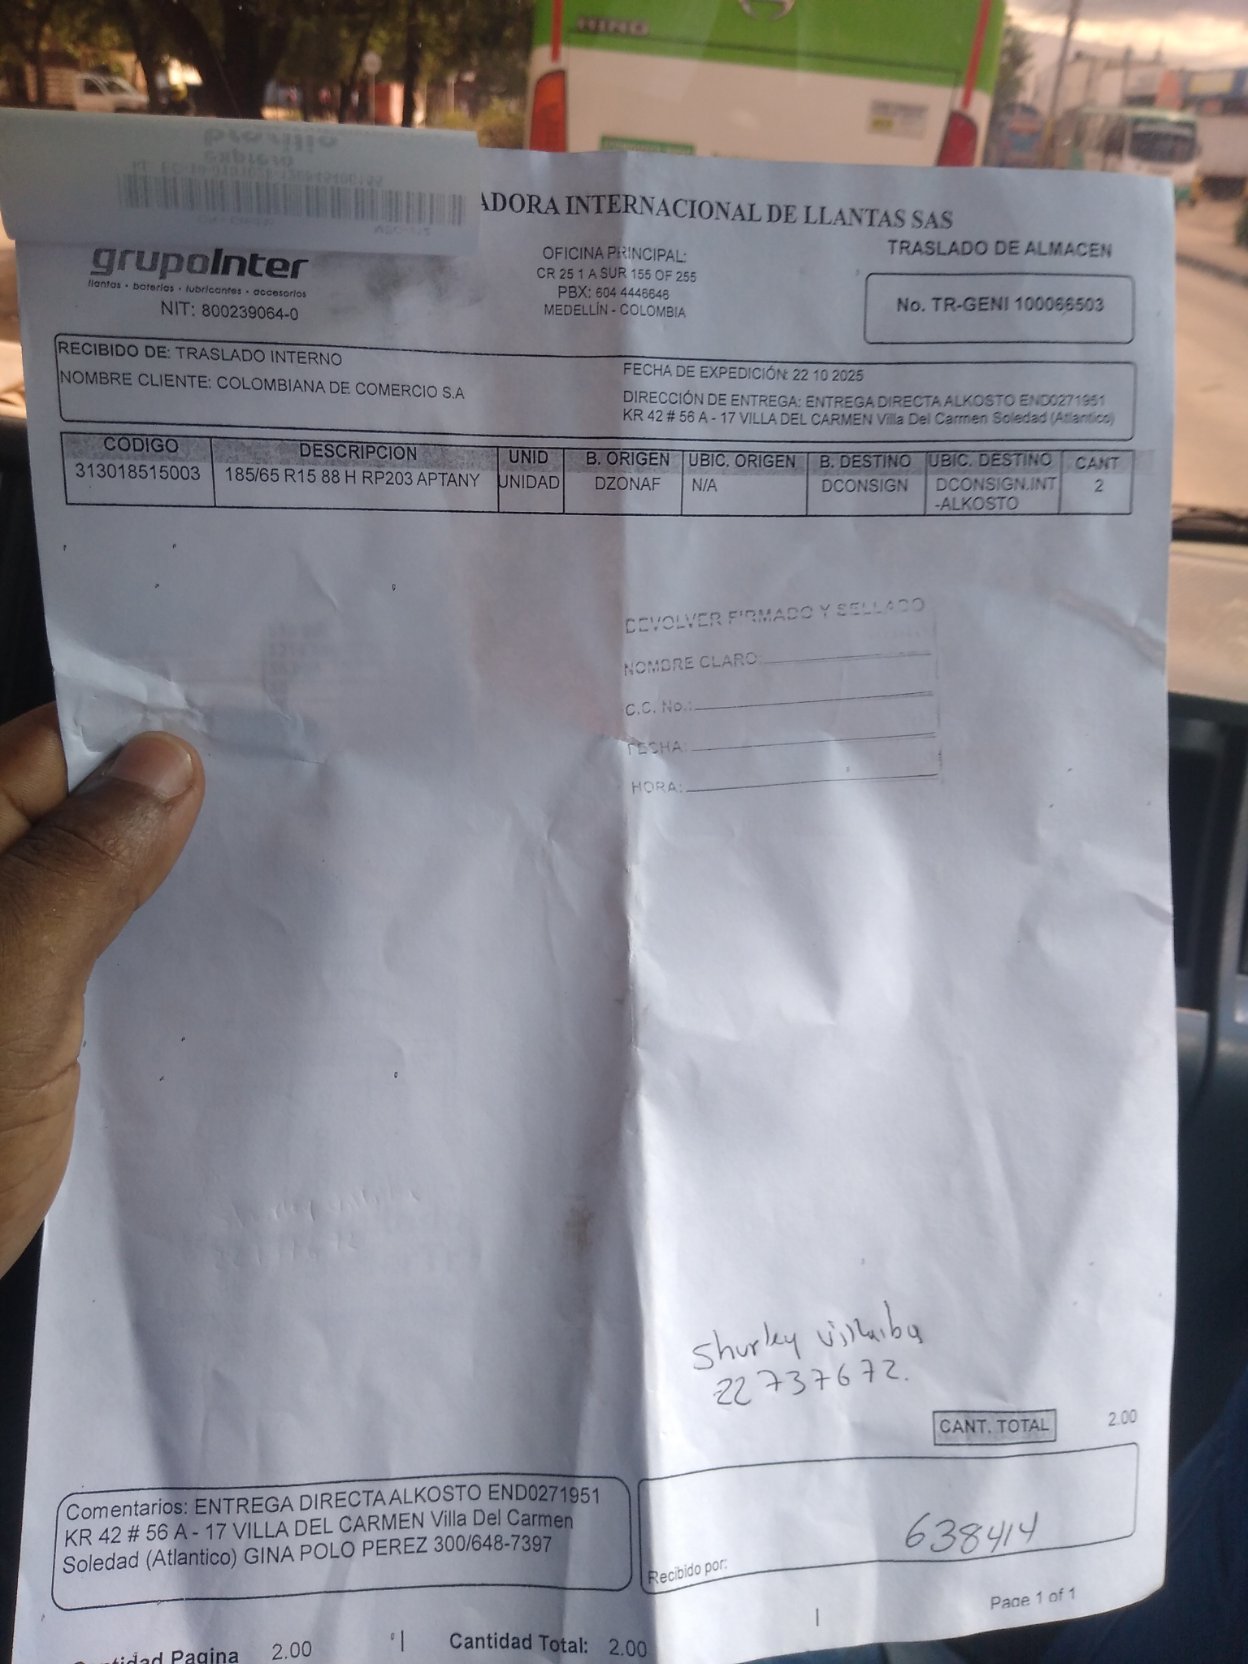 HINO
ADORA INTERNACIONAL DE LLANTAS SAS
grupoInter
llantas • baterías • lubricantes • accesorios
NIT: 800239064-0
OFICINA PRINCIPAL:
CR 25 1 A SUR 155 OF 255
PBX: 604 4446646
MEDELLÍN - COLOMBIA
TRASLADO DE ALMACEN
No. TR-GENI 100066503
RECIBIDO DE: TRASLADO INTERNO
NOMBRE CLIENTE: COLOMBIANA DE COMERCIO S.A
FECHA DE EXPEDICIÓN: 22 10 2025
DIRECCIÓN DE ENTREGA: ENTREGA DIRECTA ALKOSTO END0271951
KR 42 # 56 A - 17 VILLA DEL CARMEN Villa Del Carmen Soledad (Atlantico)
CODIGO DESCRIPCION UNID B. ORIGEN UBIC. ORIGEN B. DESTINO UBIC. DESTINO CANT
313018515003 185/65 R15 88 H RP203 APTANY UNIDAD DZONAF N/A DCONSIGN DCONSIGN.INT 2
-ALKOSTO
DEVOLVER FIRMADO Y SELLADO
NOMBRE CLARO:
C.C. No.:
FECHA:
HORA:
Shurley Villalba
22737672.
CANT. TOTAL 2.00
Comentarios: ENTREGA DIRECTA ALKOSTO END0271951
KR 42 # 56 A - 17 VILLA DEL CARMEN Villa Del Carmen
Soledad (Atlantico) GINA POLO PEREZ 300/648-7397
638414
Recibido por:
Page 1 of 1
Cantidad Pagina 2.00 Cantidad Total: 2.00